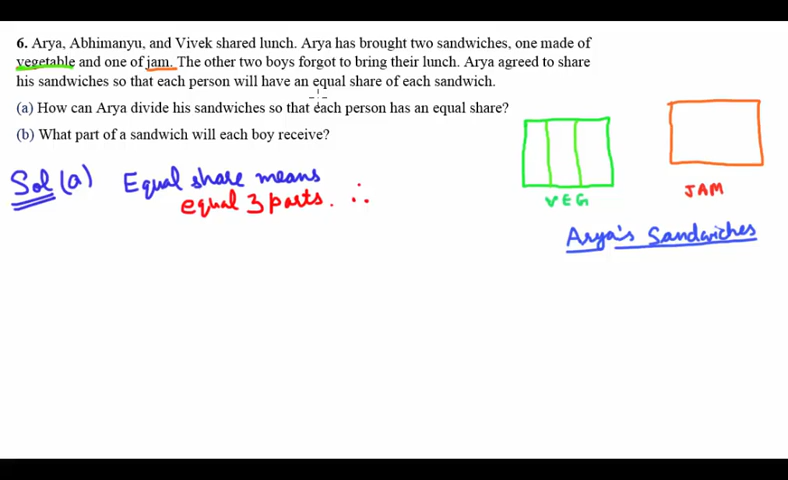 6. Arya, Abhimanyu, and Vivek shared lunch. Arya has brought two sandwiches, one made of
vegetable and one of jam. The other two boys forgot to bring their lunch. Arya agreed to share
his sandwiches so that each person will have an equal share of each sandwich.
(a) How can Arya divide his sandwiches so that each person has an equal share?
(b) What part of a sandwich will each boy receive?
Sol (a) Equal share means
equal 3 parts. ∴
VEG
JAM
Arya's Sandwiches